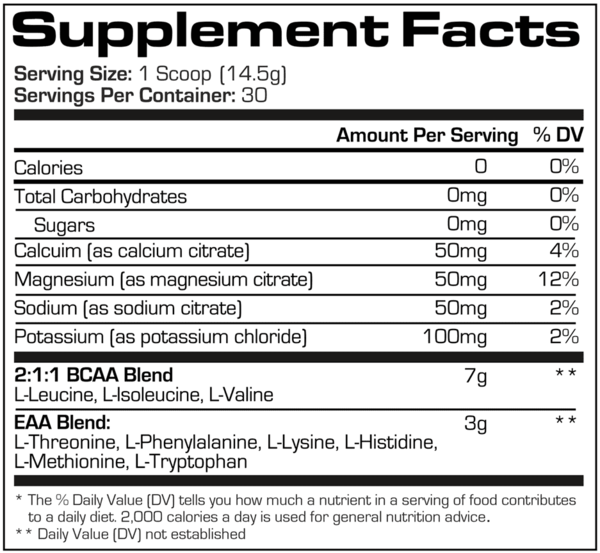 Supplement Facts
Serving Size: 1 Scoop (14.5g)
Servings Per Container: 30
Amount Per Serving % DV
Calories 0 0%
Total Carbohydrates 0mg 0%
Sugars 0mg 0%
Calcuim (as calcium citrate) 50mg 4%
Magnesium (as magnesium citrate) 50mg 12%
Sodium (as sodium citrate) 50mg 2%
Potassium (as potassium chloride) 100mg 2%
2:1:1 BCAA Blend 7g **
L-Leucine, L-Isoleucine, L-Valine
EAA Blend: 3g **
L-Threonine, L-Phenylalanine, L-Lysine, L-Histidine,
L-Methionine, L-Tryptophan
* The % Daily Value (DV) tells you how much a nutrient in a serving of food contributes
to a daily diet. 2,000 calories a day is used for general nutrition advice.
** Daily Value (DV) not established